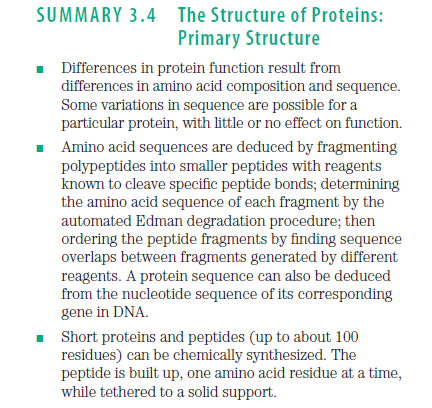 SUMMARY 3.4 The Structure of Proteins:
Primary Structure
■ Differences in protein function result from
differences in amino acid composition and sequence.
Some variations in sequence are possible for a
particular protein, with little or no effect on function.
■ Amino acid sequences are deduced by fragmenting
polypeptides into smaller peptides with reagents
known to cleave specific peptide bonds; determining
the amino acid sequence of each fragment by the
automated Edman degradation procedure; then
ordering the peptide fragments by finding sequence
overlaps between fragments generated by different
reagents. A protein sequence can also be deduced
from the nucleotide sequence of its corresponding
gene in DNA.
■ Short proteins and peptides (up to about 100
residues) can be chemically synthesized. The
peptide is built up, one amino acid residue at a time,
while tethered to a solid support.